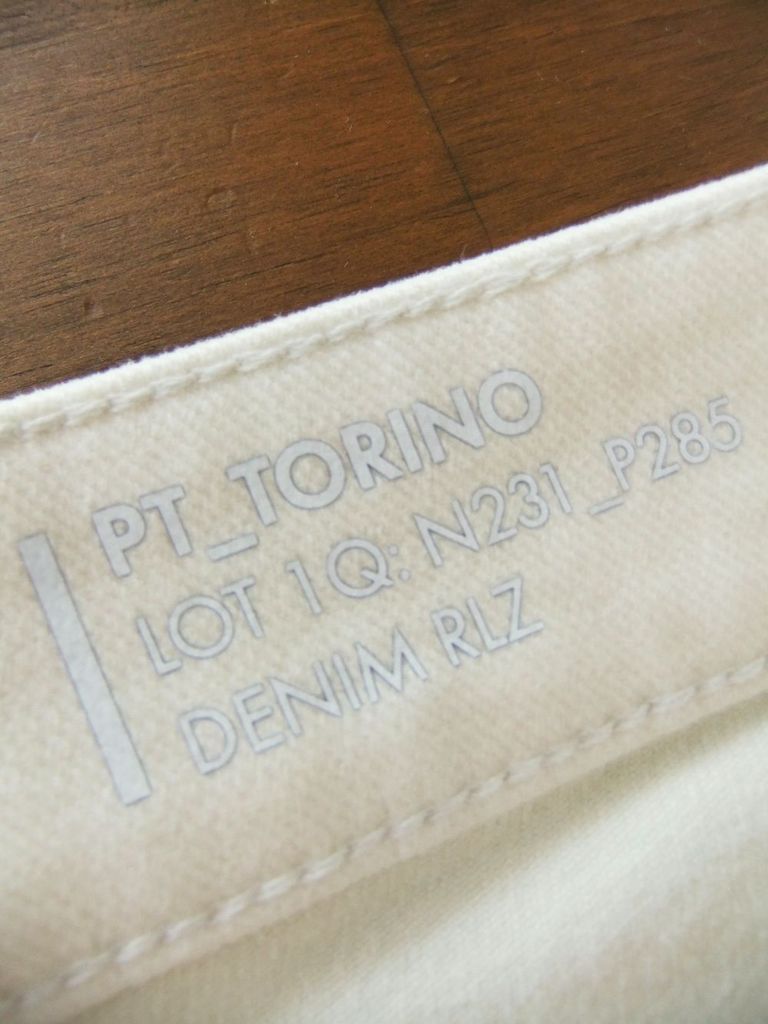 PT_TORINO
LOT 1Q: N231_P285
DENIM RLZ